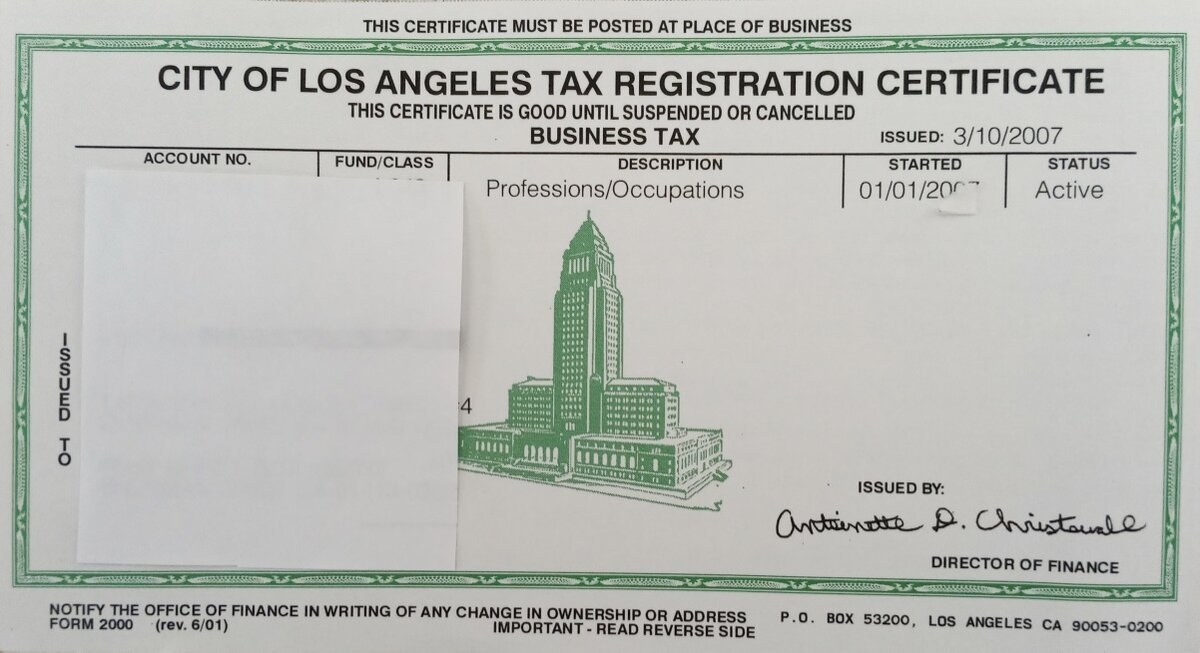 THIS CERTIFICATE MUST BE POSTED AT PLACE OF BUSINESS
CITY OF LOS ANGELES TAX REGISTRATION CERTIFICATE
THIS CERTIFICATE IS GOOD UNTIL SUSPENDED OR CANCELLED
BUSINESS TAX ISSUED: 3/10/2007
ACCOUNT NO. FUND/CLASS DESCRIPTION STARTED STATUS
Professions/Occupations 01/01/20 Active
ISSUED TO
4
ISSUED BY:
Antoinette D. Christovale
DIRECTOR OF FINANCE
NOTIFY THE OFFICE OF FINANCE IN WRITING OF ANY CHANGE IN OWNERSHIP OR ADDRESS P.O. BOX 53200, LOS ANGELES CA 90053-0200
FORM 2000 (rev. 6/01) IMPORTANT - READ REVERSE SIDE